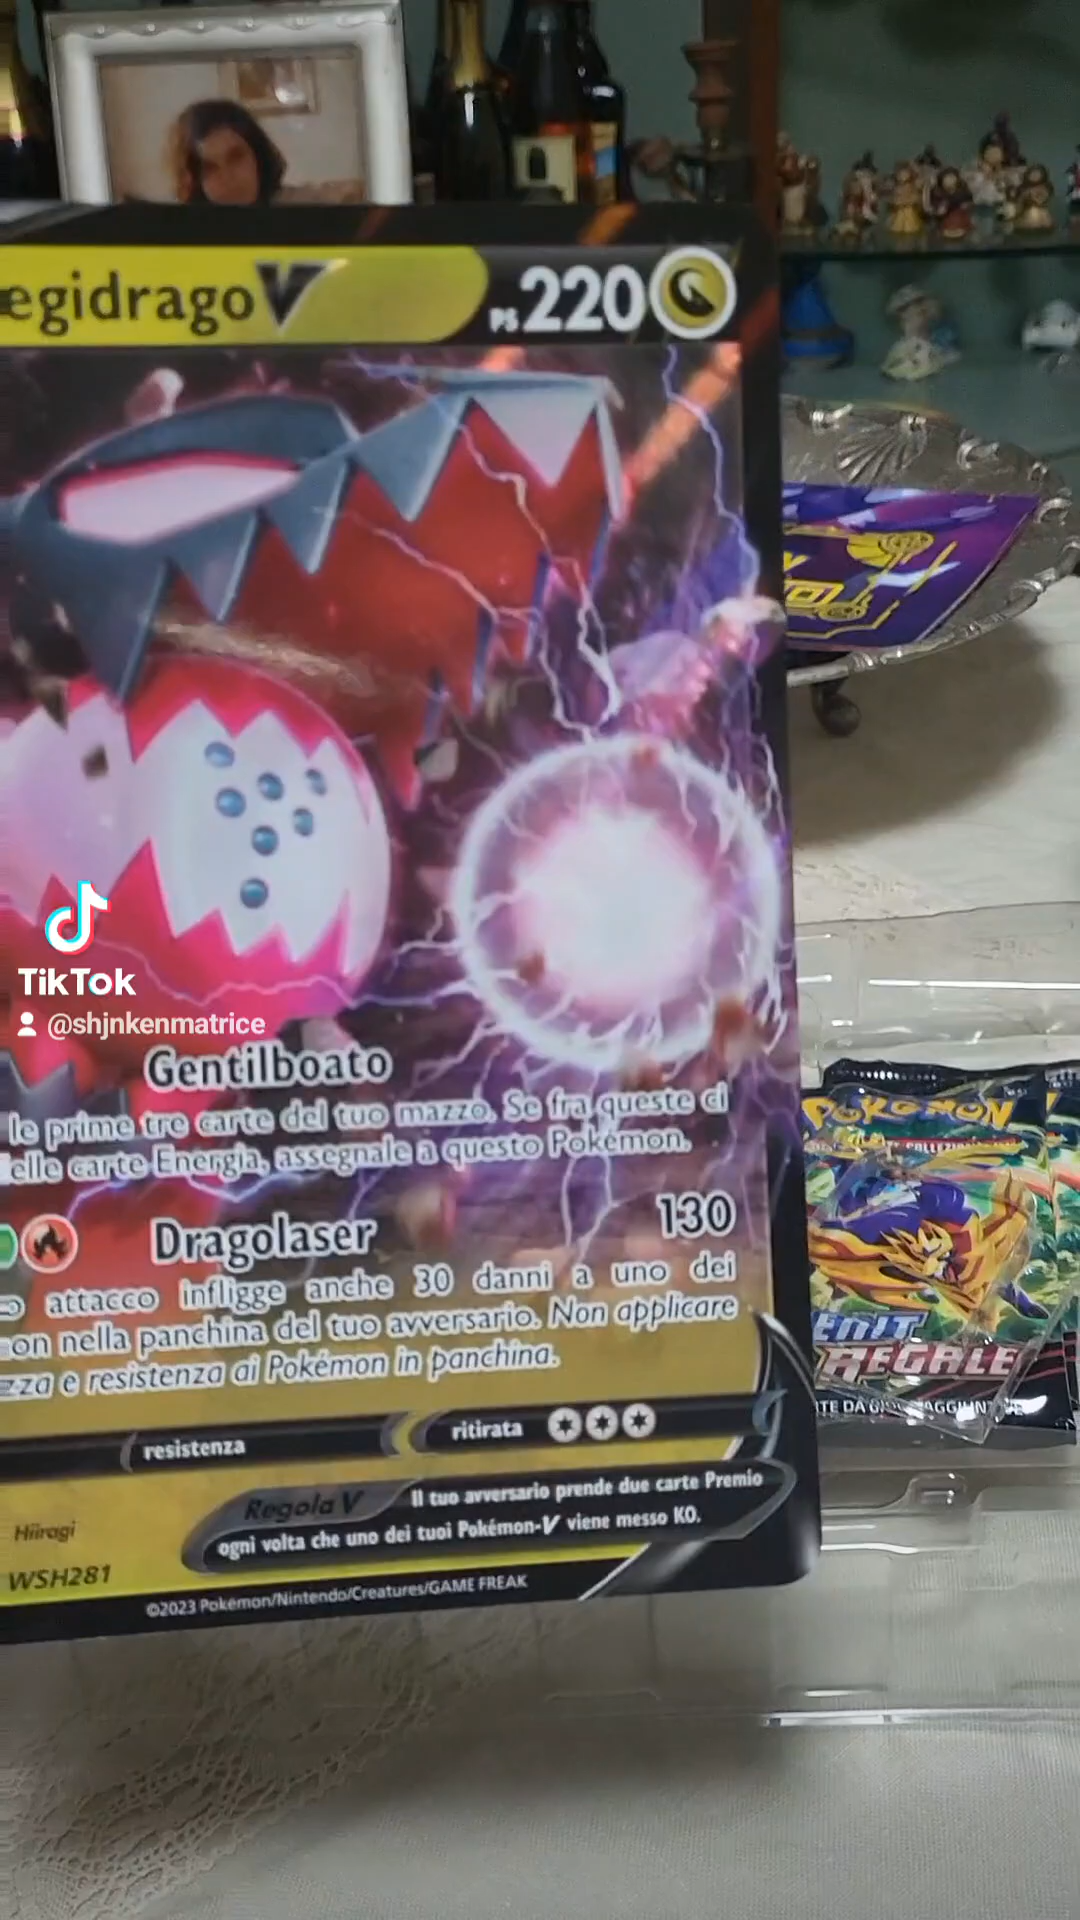 egidrago V
PS 220
TikTok
@shjnkenmatrice
Gentilboato
le prime tre carte del tuo mazzo. Se fra queste ci
elle carte Energia, assegnale a questo Pokémon.
Dragolaser 130
attacco infligge anche 30 danni a uno dei
on nella panchina del tuo avversario. Non applicare
zza e resistenza ai Pokémon in panchina.
resistenza
ritirata
Regola V
Il tuo avversario prende due carte Premio
ogni volta che uno dei tuoi Pokémon-V viene messo KO.
Hiiragi
WSH281
©2023 Pokémon/Nintendo/Creatures/GAME FREAK
POKéMON
ENIT
REGALE